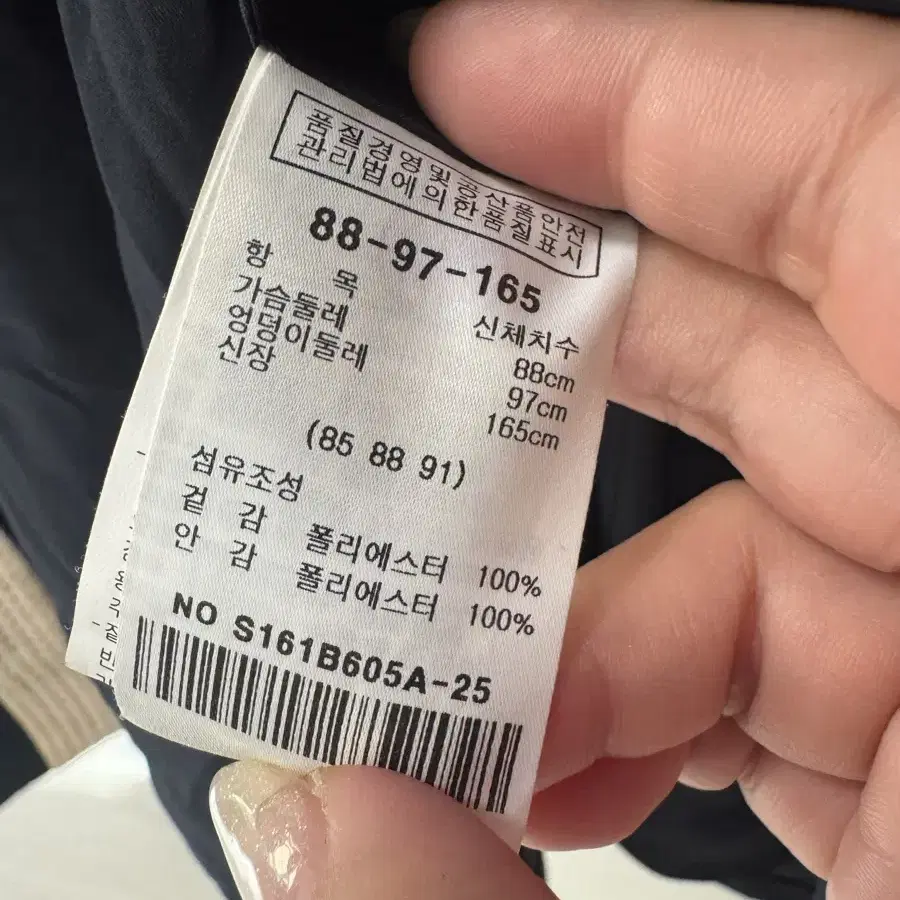 품질경영및공산품안전
관리법에의한품질표시
88-97-165
항 목 신체치수
가슴둘레 88cm
엉덩이둘레 97cm
신장 165cm
(85 88 91)
섬유조성
겉 감 폴리에스터 100%
안 감 폴리에스터 100%
NO S161B605A-25